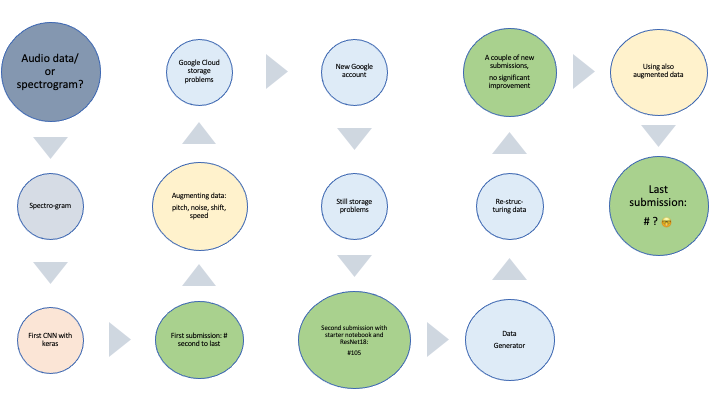 Audio data/
or
spectrogram?
Spectro-gram
First CNN with
keras
First submission: #
second to last
Augmenting data:
pitch, noise, shift,
speed
Google Cloud
storage
problems
New Google
account
Still storage
problems
Second submission with
starter notebook and
ResNet18:
#105
Data
Generator
Re-struc-
turing data
A couple of new
submissions,
no significant
improvement
Using also
augmented data
Last
submission:
# ? 🤯